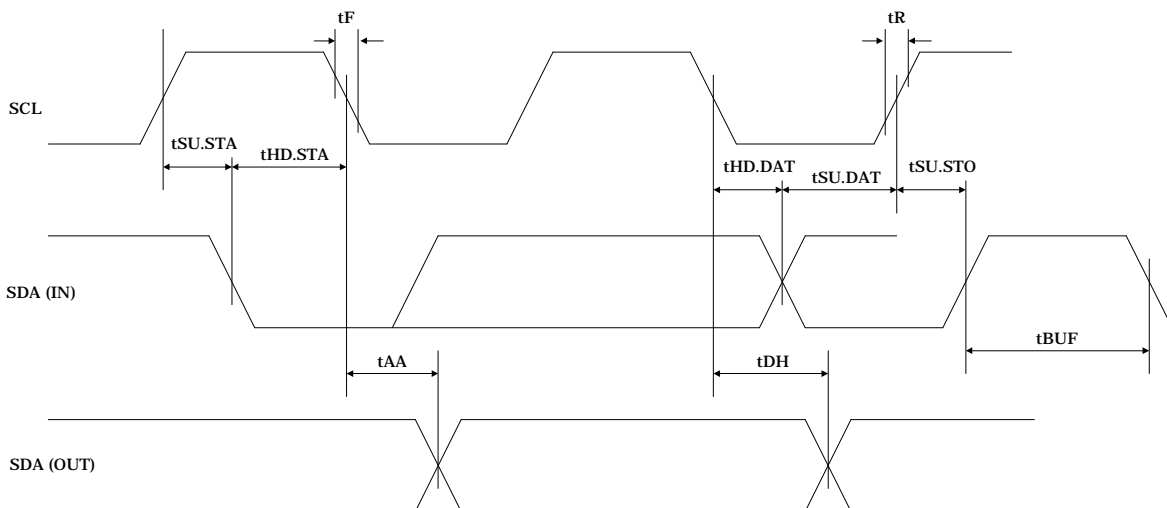 tF
tR
SCL
tSU.STA
tHD.STA
tHD.DAT
tSU.DAT
tSU.STO
SDA (IN)
tBUF
tAA
tDH
SDA (OUT)